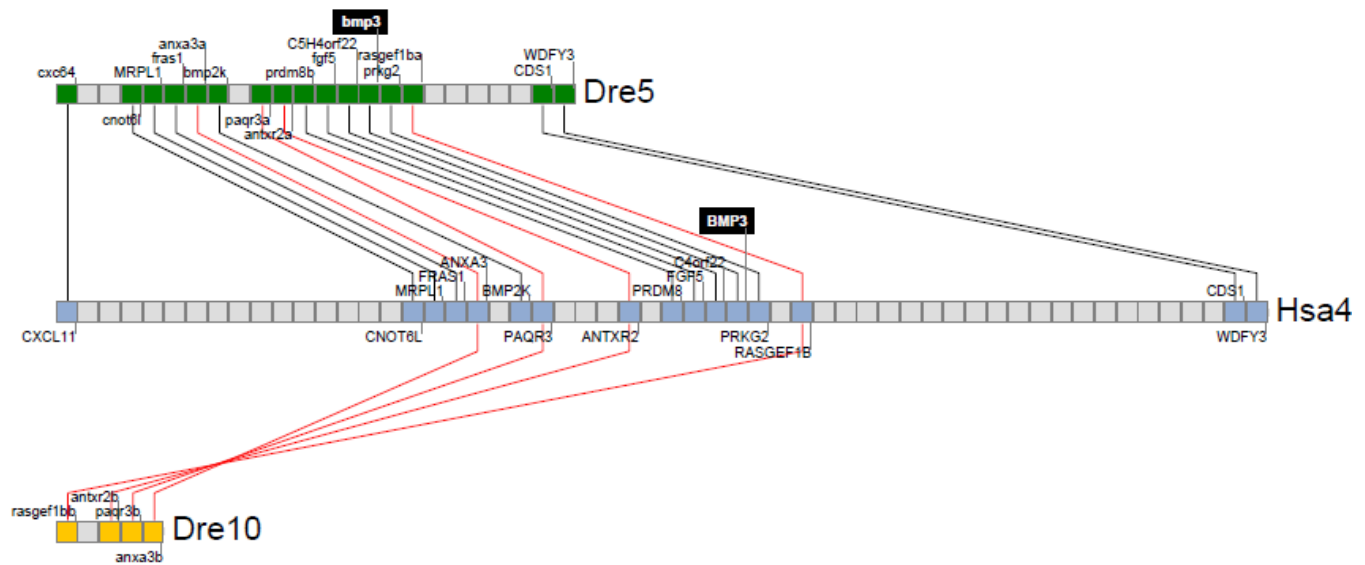 bmp3
anxa3a
C5H4orf22
fras1
fgf5
rasgef1ba
WDFY3
cxc64
MRPL1
bmp2k
prdm8b
prkg2
CDS1
Dre5
cnot6l
paqr3a
antxr2a
BMP3
ANXA3
C4orf22
FRAS1
FGF5
MRPL1
BMP2K
PRDM8
CDS1
Hsa4
CXCL11
CNOT6L
PAQR3
ANTXR2
PRKG2
WDFY3
RASGEF1B
antxr2b
rasgef1bb
paqr3b
Dre10
anxa3b